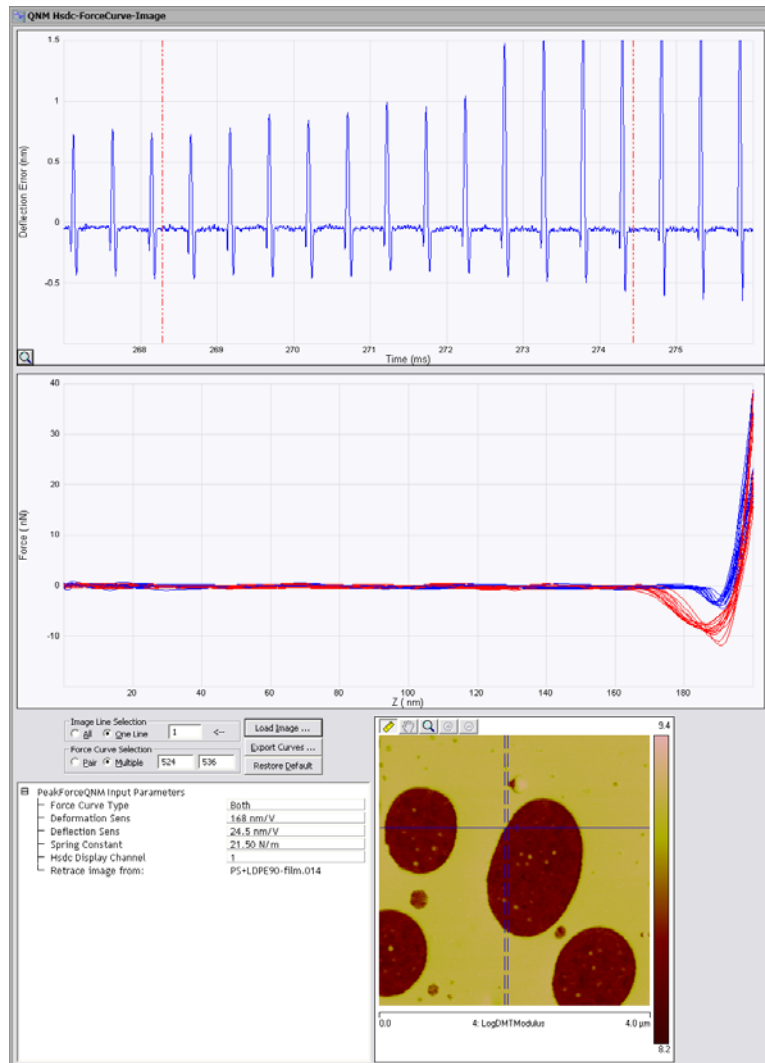 QNM Hsdc-ForceCurve-Image
1.5
1
0.5
0
-0.5
Deflection Error (nm)
268 269 270 271 272 273 274 275
Time (ms)
40
30
20
10
0
-10
Force ( nN)
20 40 60 80 100 120 140 160 180
Z ( nm)
Image Line Selection
All One Line 1 <--
Load Image ...
Force Curve Selection
Export Curves ...
Pair Multiple 524 536
Restore Default
PeakForceQNM Input Parameters
Force Curve Type Both
Deformation Sens 168 nm/V
Deflection Sens 24.5 nm/V
Spring Constant 21.50 N/m
Hsdc Display Channel 1
Retrace image from: PS+LDPE90-film.014
9.4
8.2
0.0 4: LogDMTModulus 4.0 µm